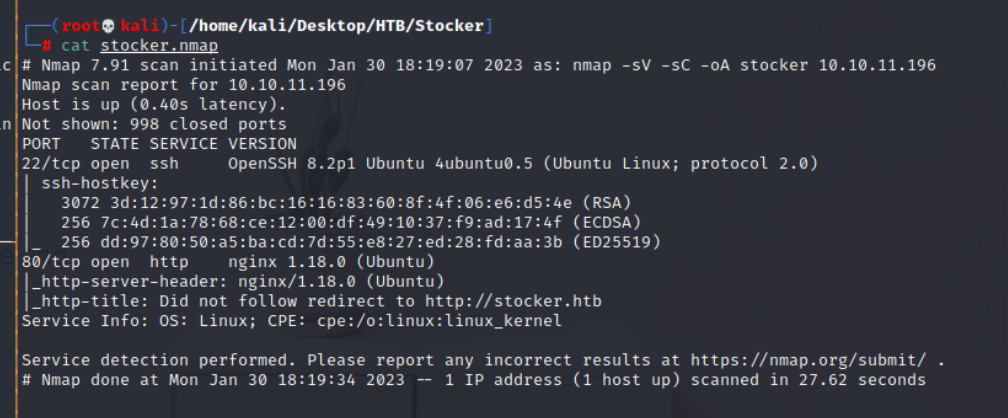 ┌──(root💀kali)-[/home/kali/Desktop/HTB/Stocker]
└─# cat stocker.nmap
# Nmap 7.91 scan initiated Mon Jan 30 18:19:07 2023 as: nmap -sV -sC -oA stocker 10.10.11.196
Nmap scan report for 10.10.11.196
Host is up (0.40s latency).
Not shown: 998 closed ports
PORT   STATE SERVICE VERSION
22/tcp open  ssh     OpenSSH 8.2p1 Ubuntu 4ubuntu0.5 (Ubuntu Linux; protocol 2.0)
| ssh-hostkey:
|   3072 3d:12:97:1d:86:bc:16:16:83:60:8f:4f:06:e6:d5:4e (RSA)
|   256 7c:4d:1a:78:68:ce:12:00:df:49:10:37:f9:ad:17:4f (ECDSA)
|_  256 dd:97:80:50:a5:ba:cd:7d:55:e8:27:ed:28:fd:aa:3b (ED25519)
80/tcp open  http    nginx 1.18.0 (Ubuntu)
|_http-server-header: nginx/1.18.0 (Ubuntu)
|_http-title: Did not follow redirect to http://stocker.htb
Service Info: OS: Linux; CPE: cpe:/o:linux:linux_kernel
Service detection performed. Please report any incorrect results at https://nmap.org/submit/ .
# Nmap done at Mon Jan 30 18:19:34 2023 -- 1 IP address (1 host up) scanned in 27.62 seconds